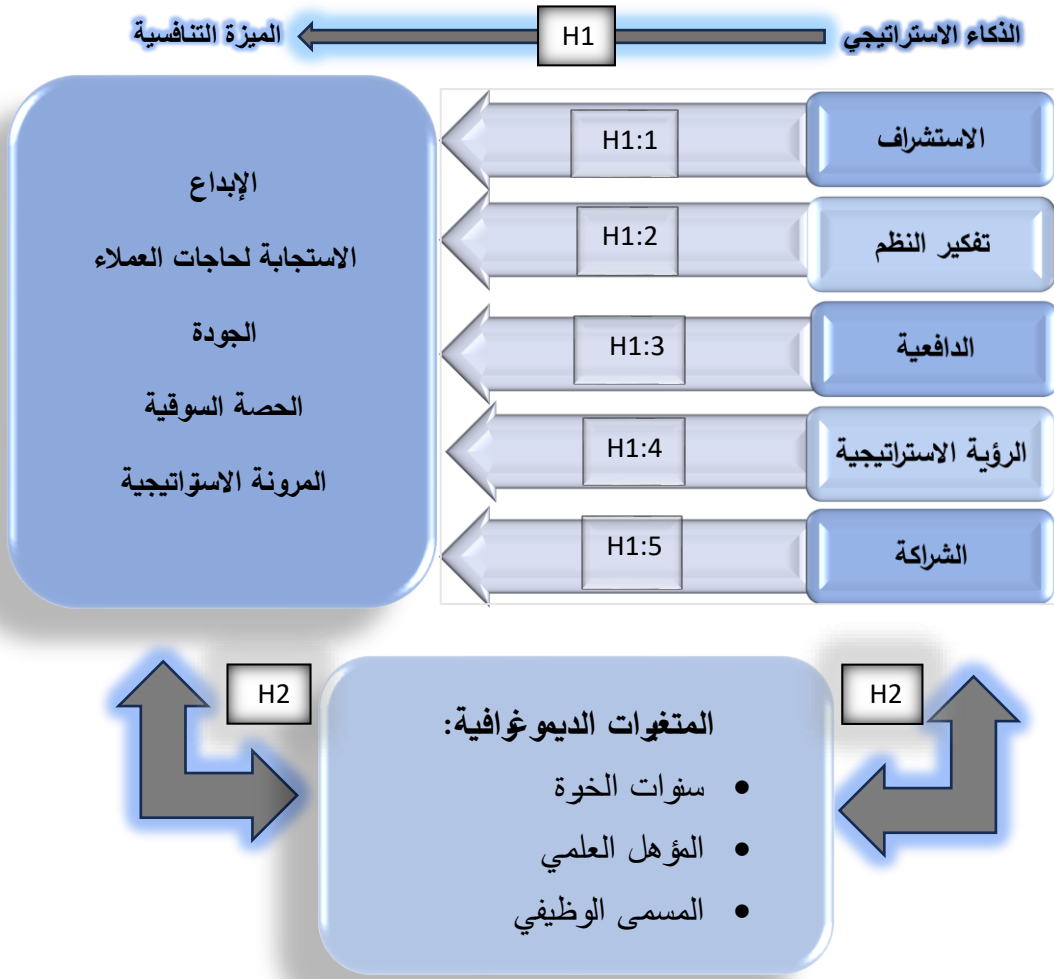 الذكاء الاستراتيجي
H1
الميزة التنافسية
الاستشراف
H1:1
تفكير النظم
H1:2
الدافعية
H1:3
الرؤية الاستراتيجية
H1:4
الشراكة
H1:5
الإبداع
الاستجابة لحاجات العملاء
الجودة
الحصة السوقية
المرونة الاستراتيجية
H2
H2
المتغيرات الديموغرافية:
• سنوات الخبرة
• المؤهل العلمي
• المسمى الوظيفي